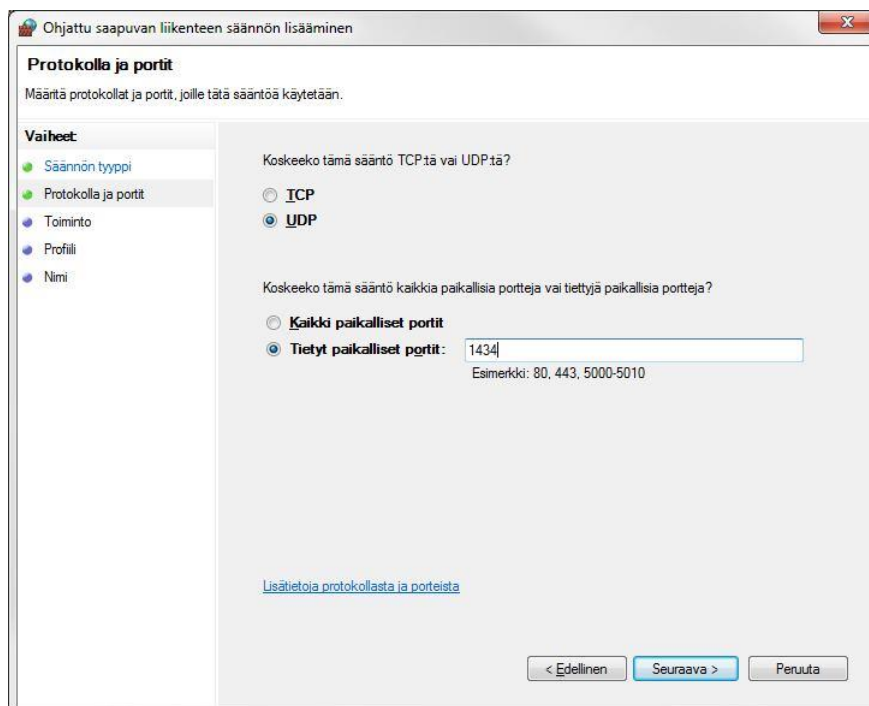 Ohjattu saapuvan liikenteen säännön lisääminen
Protokolla ja portit
Määritä protokollat ja portit, joille tätä sääntöä käytetään.
Vaiheet:
Säännön tyyppi
Protokolla ja portit
Toiminto
Profiili
Nimi
Koskeeko tämä sääntö TCP:tä vai UDP:tä?
TCP
UDP
Koskeeko tämä sääntö kaikkia paikallisia portteja vai tiettyjä paikallisia portteja?
Kaikki paikalliset portit
Tietyt paikalliset portit: 1434
Esimerkki: 80, 443, 5000-5010
Lisätietoja protokollasta ja porteista
< Edellinen Seuraava > Peruuta